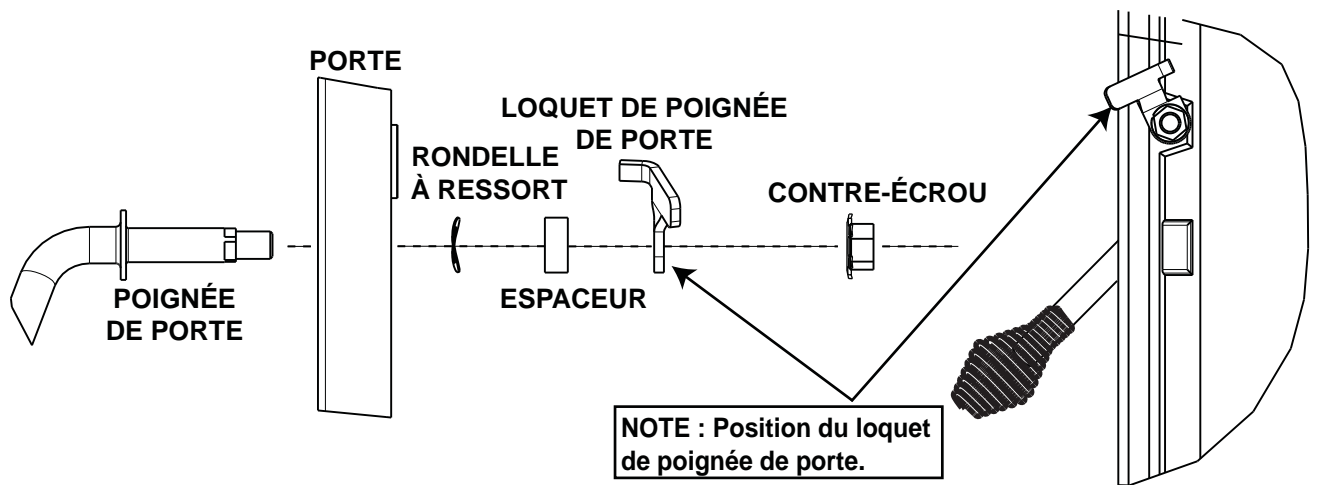 PORTE
LOQUET DE POIGNÉE
DE PORTE
RONDELLE
À RESSORT
CONTRE-ÉCROU
POIGNÉE
DE PORTE
ESPACEUR
NOTE : Position du loquet
de poignée de porte.